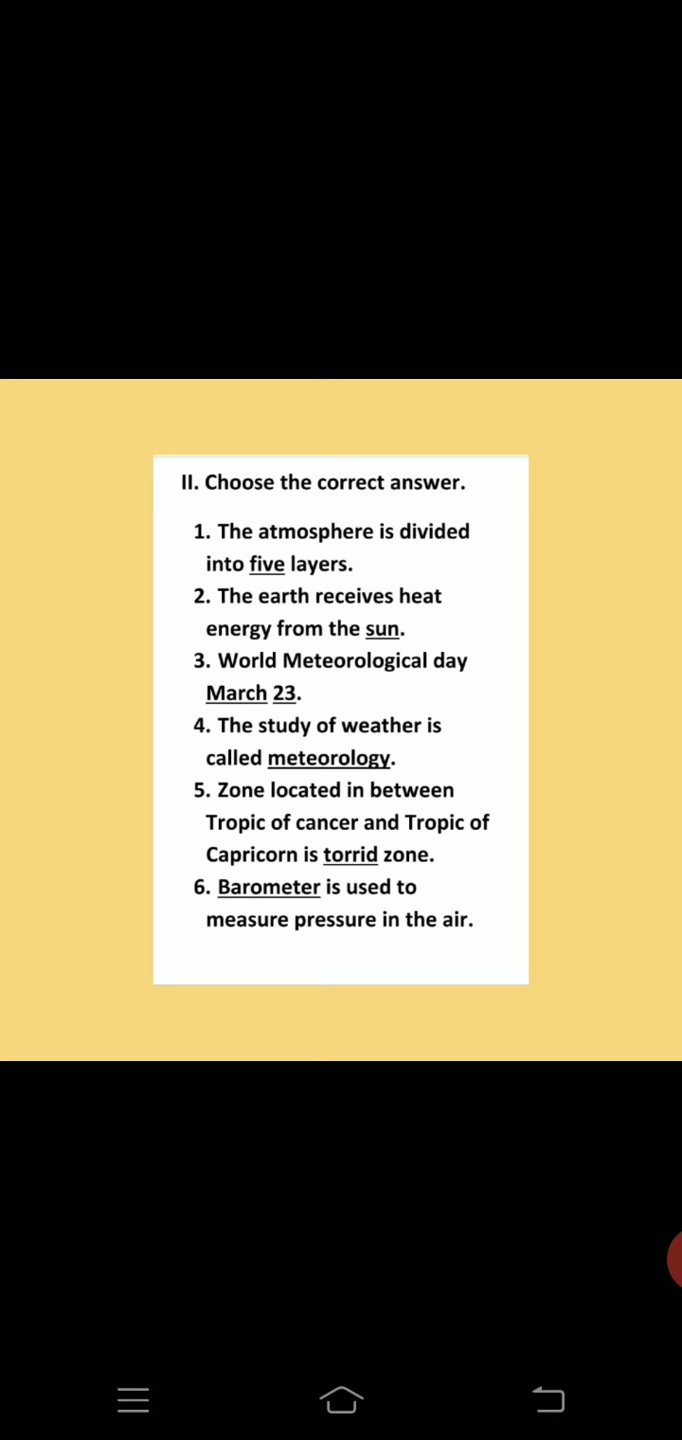 II. Choose the correct answer.
1. The atmosphere is divided
into five layers.
2. The earth receives heat
energy from the sun.
3. World Meteorological day
March 23.
4. The study of weather is
called meteorology.
5. Zone located in between
Tropic of cancer and Tropic of
Capricorn is torrid zone.
6. Barometer is used to
measure pressure in the air.